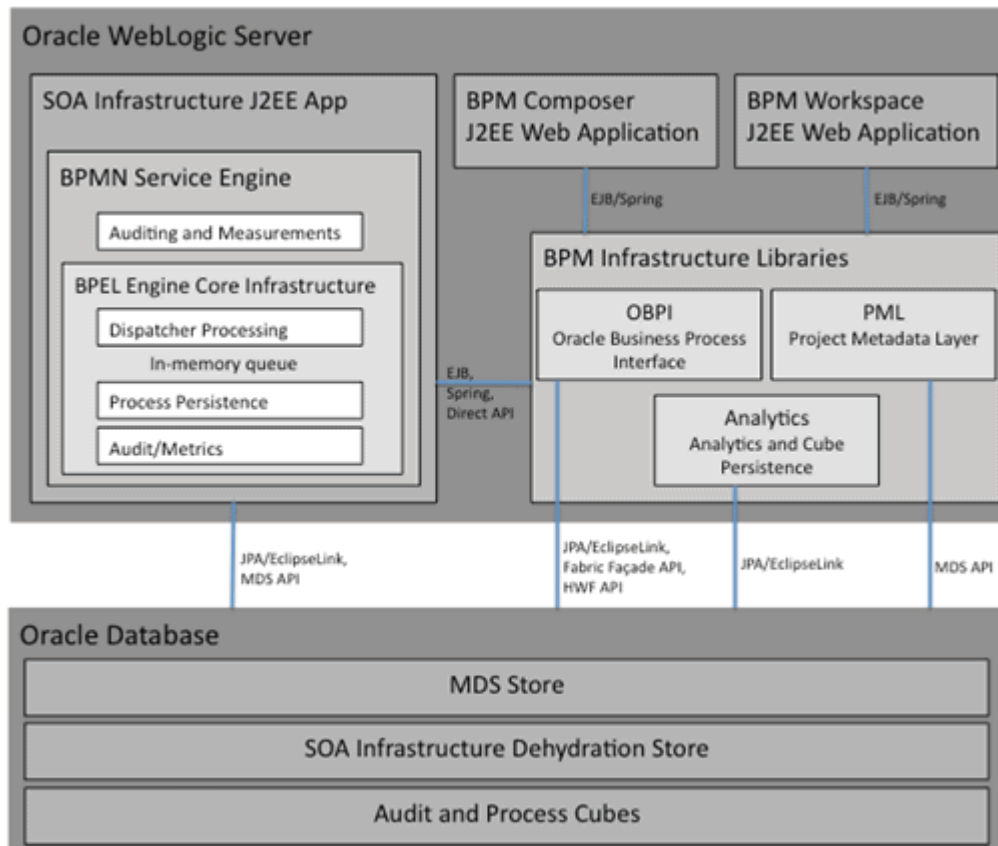 Oracle WebLogic Server
SOA Infrastructure J2EE App
BPMN Service Engine
Auditing and Measurements
BPEL Engine Core Infrastructure
Dispatcher Processing
In-memory queue
Process Persistence
Audit/Metrics
BPM Composer
J2EE Web Application
BPM Workspace
J2EE Web Application
EJB/Spring
EJB/Spring
BPM Infrastructure Libraries
OBPI
Oracle Business Process
Interface
PML
Project Metadata Layer
EJB,
Spring,
Direct API
Analytics
Analytics and Cube
Persistence
JPA/EclipseLink,
MDS API
JPA/EclipseLink,
Fabric Façade API,
HWF API
JPA/EclipseLink
MDS API
Oracle Database
MDS Store
SOA Infrastructure Dehydration Store
Audit and Process Cubes